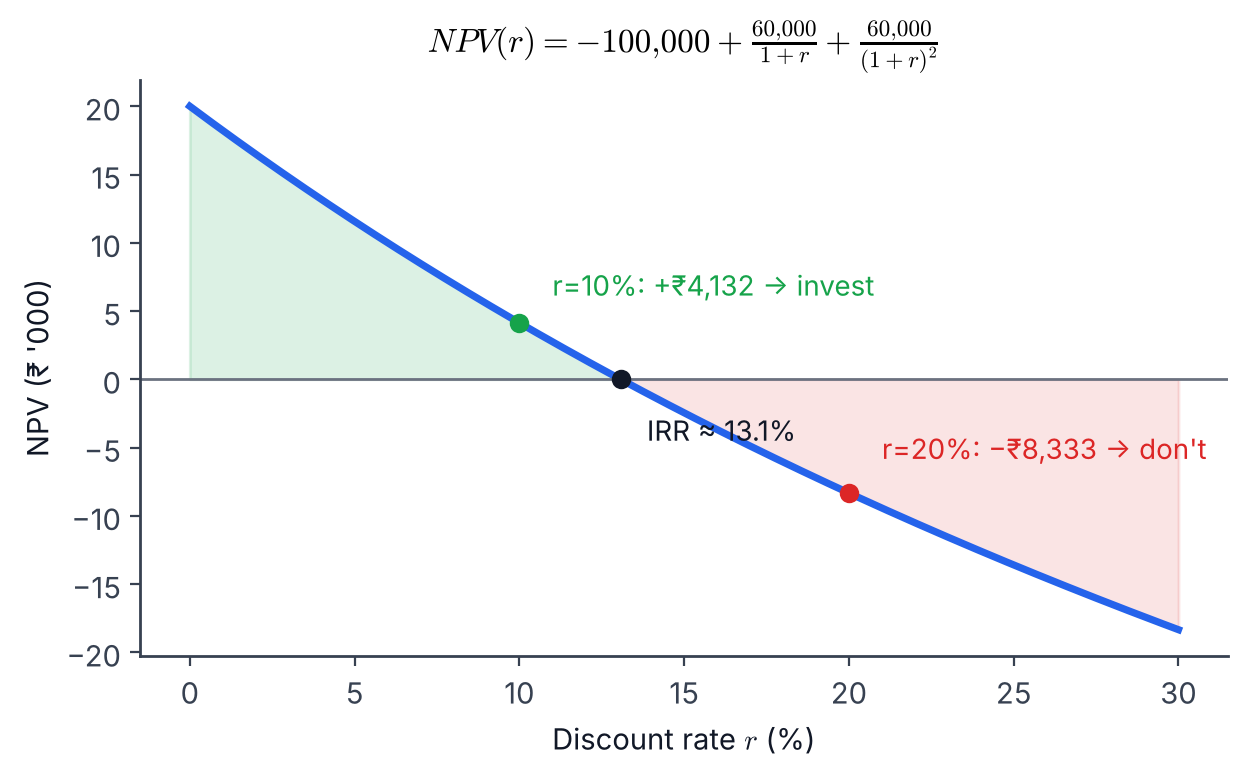 NPV(r) = −100,000 + 60,000/(1 + r) + 60,000/(1 + r)²
NPV (₹ '000)
20
15
10
5
0
−5
−10
−15
−20
r=10%: +₹4,132 → invest
IRR ≈ 13.1%
r=20%: −₹8,333 → don't
0 5 10 15 20 25 30
Discount rate r (%)